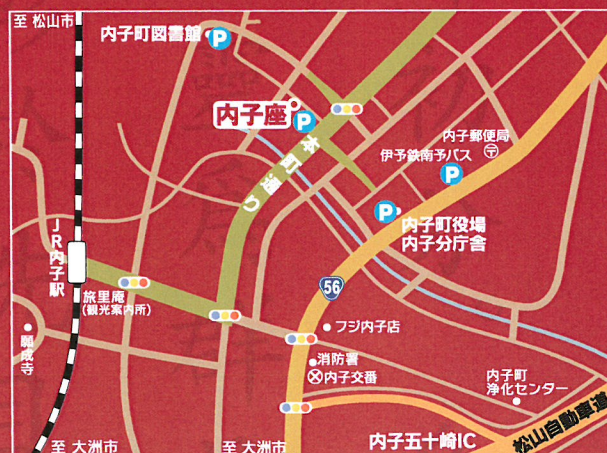 至 松山市
内子町図書館
P
内子座
P
内子郵便局
〒
伊予鉄南予バス
P
本町通り
P
内子町役場
内子分庁舎
JR内子駅
旅里庵
(観光案内所)
56
フジ内子店
願成寺
消防署
内子交番
内子町
浄化センター
松山自動車道
内子五十崎IC
至 大洲市
至 大洲市